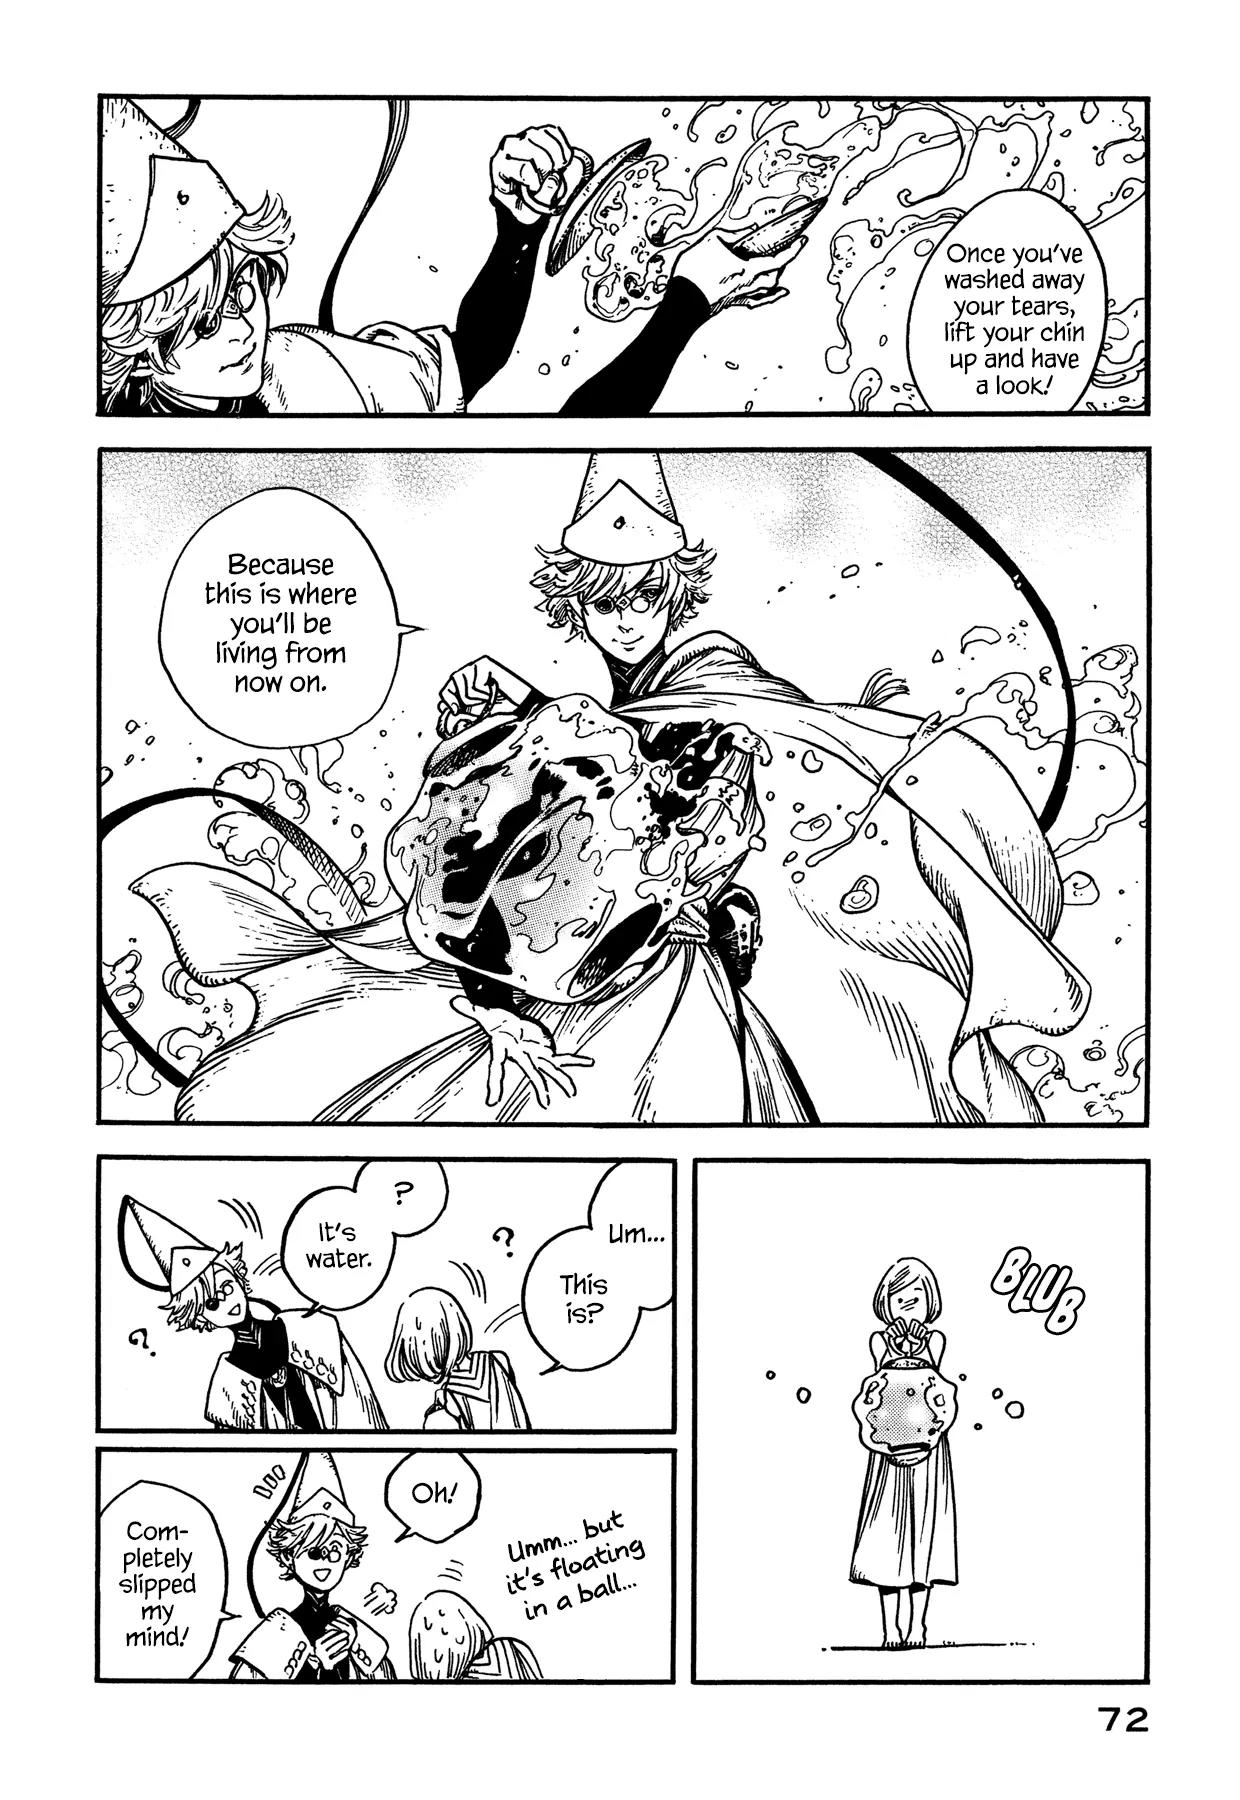 Once you've
washed away
your tears,
lift your chin
up and have
a look!
Because
this is where
you'll be
living from
now on.
BLUB
Um...
This
is?
?
?
It's
water.
?
Umm... but
it's floating
in a ball...
Oh!
Com-
pletely
slipped
my
mind!
72